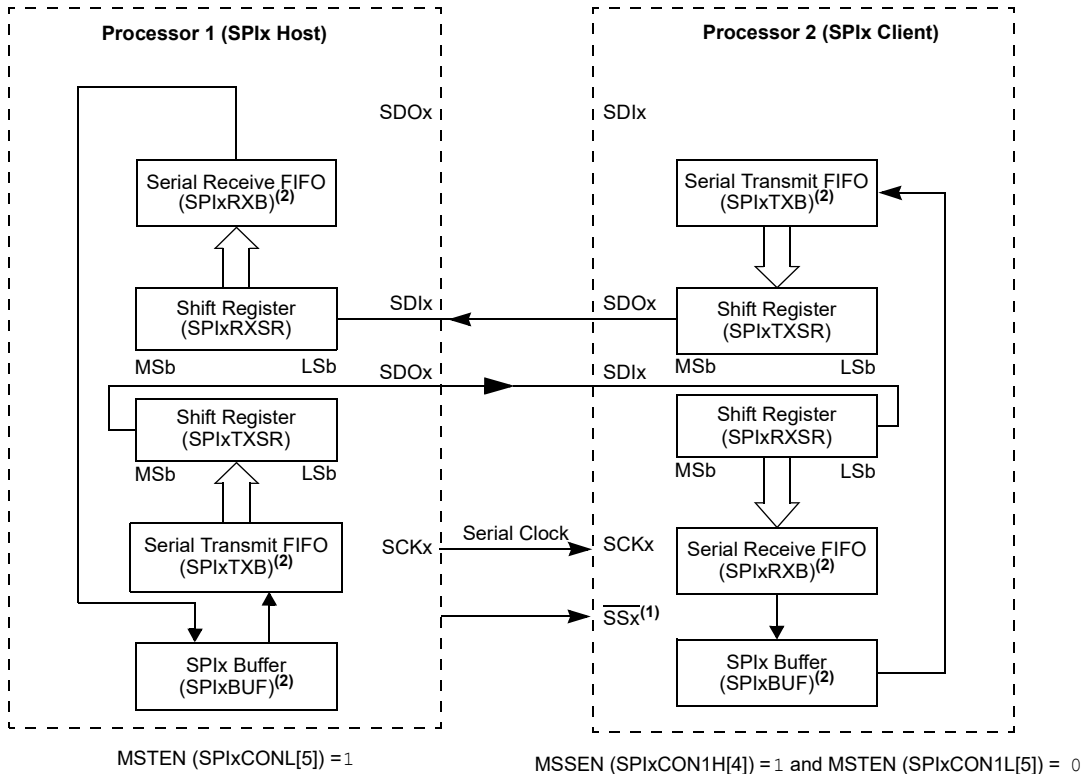 Processor 1 (SPIx Host)
SDOx
Serial Receive FIFO
(SPIxRXB)(2)
Shift Register
(SPIxRXSR)
SDIx
MSb
LSb
SDOx
Shift Register
(SPIxTXSR)
MSb
LSb
Serial Transmit FIFO
(SPIxTXB)(2)
SCKx
Serial Clock
SPIx Buffer
(SPIxBUF)(2)
MSTEN (SPIxCONL[5]) =1
Processor 2 (SPIx Client)
SDIx
Serial Transmit FIFO
(SPIxTXB)(2)
SDOx
Shift Register
(SPIxTXSR)
MSb
LSb
SDIx
Shift Register
(SPIxRXSR)
MSb
LSb
SCKx
Serial Receive FIFO
(SPIxRXB)(2)
SSx(1)
SPIx Buffer
(SPIxBUF)(2)
MSSEN (SPIxCON1H[4]) =1 and MSTEN (SPIxCON1L[5]) = 0